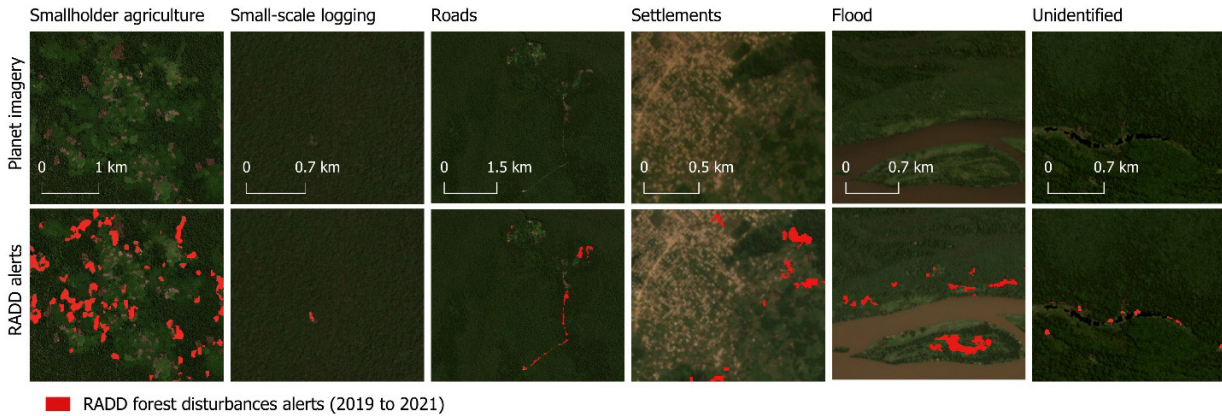 Smallholder agriculture Small-scale logging Roads Settlements Flood Unidentified
Planet imagery
0 1 km 0 0.7 km 0 1.5 km 0 0.5 km 0 0.7 km 0 0.7 km
RADD alerts
RADD forest disturbances alerts (2019 to 2021)